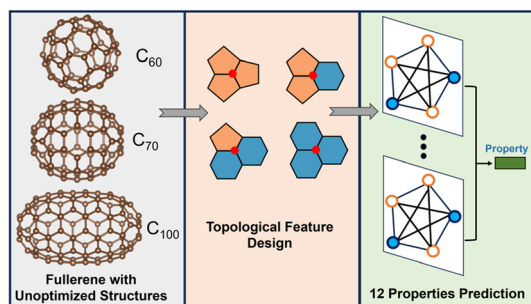 C60
C70
C100
Fullerene with
Unoptimized Structures
Topological Feature
Design
Property
12 Properties Prediction